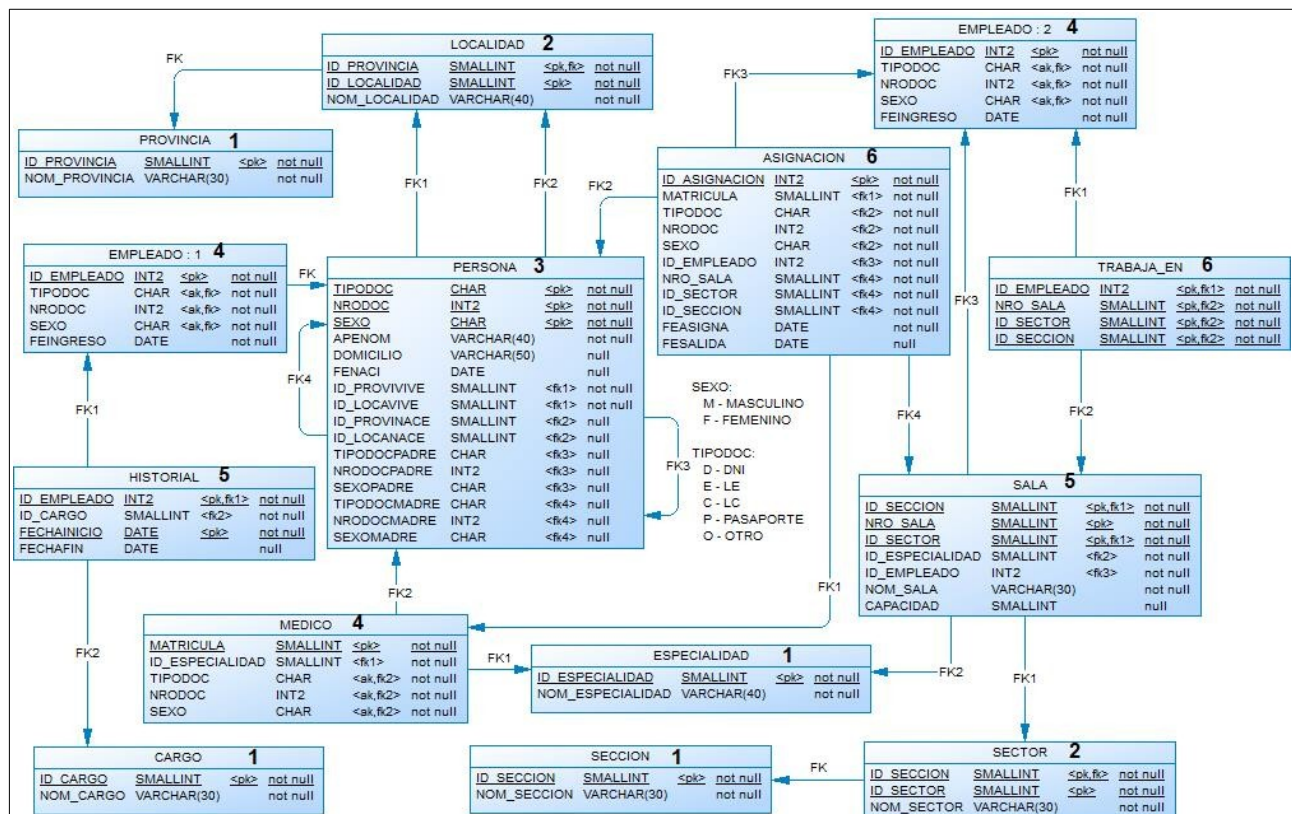 LOCALIDAD 2
ID_PROVINCIA SMALLINT <pk,fk> not null
ID_LOCALIDAD SMALLINT <pk> not null
NOM_LOCALIDAD VARCHAR(40) not null
EMPLEADO : 2 4
ID_EMPLEADO INT2 <pk> not null
TIPODOC CHAR <ak,fk> not null
NRODOC INT2 <ak,fk> not null
SEXO CHAR <ak,fk> not null
FEINGRESO DATE not null
FK
FK3
PROVINCIA 1
ID_PROVINCIA SMALLINT <pk> not null
NOM_PROVINCIA VARCHAR(30) not null
FK1
FK2
FK2
FK1
ASIGNACION 6
ID_ASIGNACION INT2 <pk> not null
MATRICULA SMALLINT <fk1> not null
TIPODOC CHAR <fk2> not null
NRODOC INT2 <fk2> not null
SEXO CHAR <fk2> not null
ID_EMPLEADO INT2 <fk3> not null
NRO_SALA SMALLINT <fk4> not null
ID_SECTOR SMALLINT <fk4> not null
ID_SECCION SMALLINT <fk4> not null
FEASIGNA DATE not null
FESALIDA DATE null
EMPLEADO : 1 4
ID_EMPLEADO INT2 <pk> not null
TIPODOC CHAR <ak,fk> not null
NRODOC INT2 <ak,fk> not null
SEXO CHAR <ak,fk> not null
FEINGRESO DATE not null
FK
PERSONA 3
TIPODOC CHAR <pk> not null
NRODOC INT2 <pk> not null
SEXO CHAR <pk> not null
APENOM VARCHAR(40) not null
DOMICILIO VARCHAR(50) null
FENACI DATE null
ID_PROVIVIVE SMALLINT <fk1> not null
ID_LOCAVIVE SMALLINT <fk1> not null
ID_PROVINACE SMALLINT <fk2> null
ID_LOCANACE SMALLINT <fk2> null
TIPODOCPADRE CHAR <fk3> null
NRODOCPADRE INT2 <fk3> null
SEXOPADRE CHAR <fk3> null
TIPODOCMADRE CHAR <fk4> null
NRODOCMADRE INT2 <fk4> null
SEXOMADRE CHAR <fk4> null
TRABAJA_EN 6
ID_EMPLEADO INT2 <pk,fk1> not null
NRO_SALA SMALLINT <pk,fk2> not null
ID_SECTOR SMALLINT <pk,fk2> not null
ID_SECCION SMALLINT <pk,fk2> not null
FK3
FK4
FK1
FK3
FK4
FK2
SEXO:
M - MASCULINO
F - FEMENINO
TIPODOC:
D - DNI
E - LE
C - LC
P - PASAPORTE
O - OTRO
HISTORIAL 5
ID_EMPLEADO INT2 <pk,fk1> not null
ID_CARGO SMALLINT <fk2> not null
FECHAINICIO DATE <pk> not null
FECHAFIN DATE null
SALA 5
ID_SECCION SMALLINT <pk,fk1> not null
NRO_SALA SMALLINT <pk> not null
ID_SECTOR SMALLINT <pk,fk1> not null
ID_ESPECIALIDAD SMALLINT <fk2> not null
ID_EMPLEADO INT2 <fk3> not null
NOM_SALA VARCHAR(30) not null
CAPACIDAD SMALLINT null
FK1
FK2
MEDICO 4
MATRICULA SMALLINT <pk> not null
ID_ESPECIALIDAD SMALLINT <fk1> not null
TIPODOC CHAR <ak,fk2> not null
NRODOC INT2 <ak,fk2> not null
SEXO CHAR <ak,fk2> not null
FK2
FK1
ESPECIALIDAD 1
ID_ESPECIALIDAD SMALLINT <pk> not null
NOM_ESPECIALIDAD VARCHAR(40) not null
FK2
FK1
CARGO 1
ID_CARGO SMALLINT <pk> not null
NOM_CARGO VARCHAR(30) not null
SECCION 1
ID_SECCION SMALLINT <pk> not null
NOM_SECCION VARCHAR(30) not null
FK
SECTOR 2
ID_SECCION SMALLINT <pk,fk> not null
ID_SECTOR SMALLINT <pk> not null
NOM_SECTOR VARCHAR(30) not null